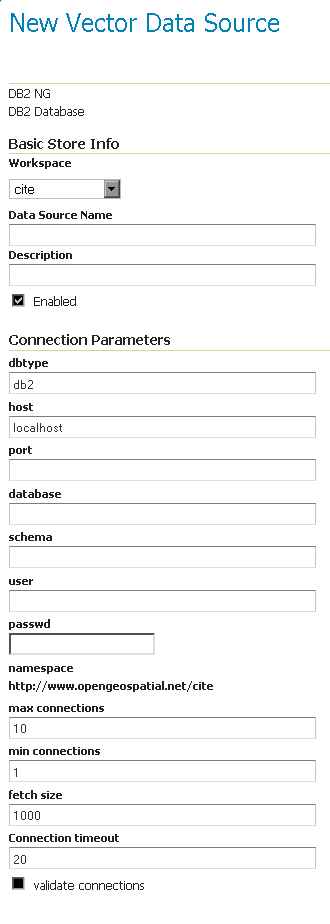 New Vector Data Source
DB2 NG
DB2 Database
Basic Store Info
Workspace
cite
Data Source Name
Description
Enabled
Connection Parameters
dbtype
db2
host
localhost
port
database
schema
user
passwd
namespace
http://www.opengeospatial.net/cite
max connections
10
min connections
1
fetch size
1000
Connection timeout
20
validate connections